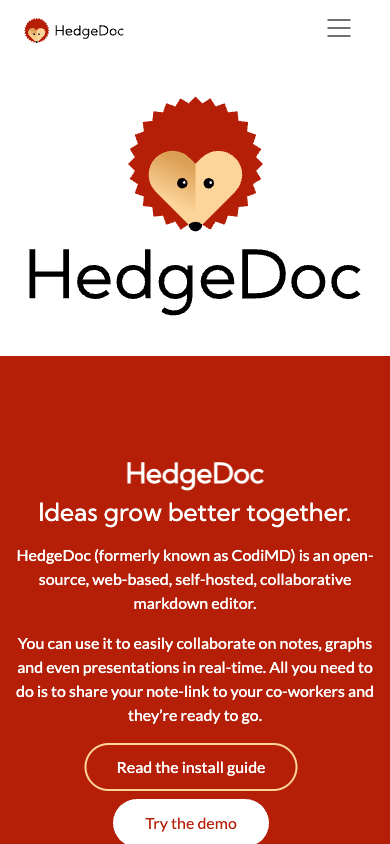 HedgeDoc
HedgeDoc
HedgeDoc
Ideas grow better together.
HedgeDoc (formerly known as CodiMD) is an open-
source, web-based, self-hosted, collaborative
markdown editor.
You can use it to easily collaborate on notes, graphs
and even presentations in real-time. All you need to
do is to share your note-link to your co-workers and
they’re ready to go.
Read the install guide
Try the demo